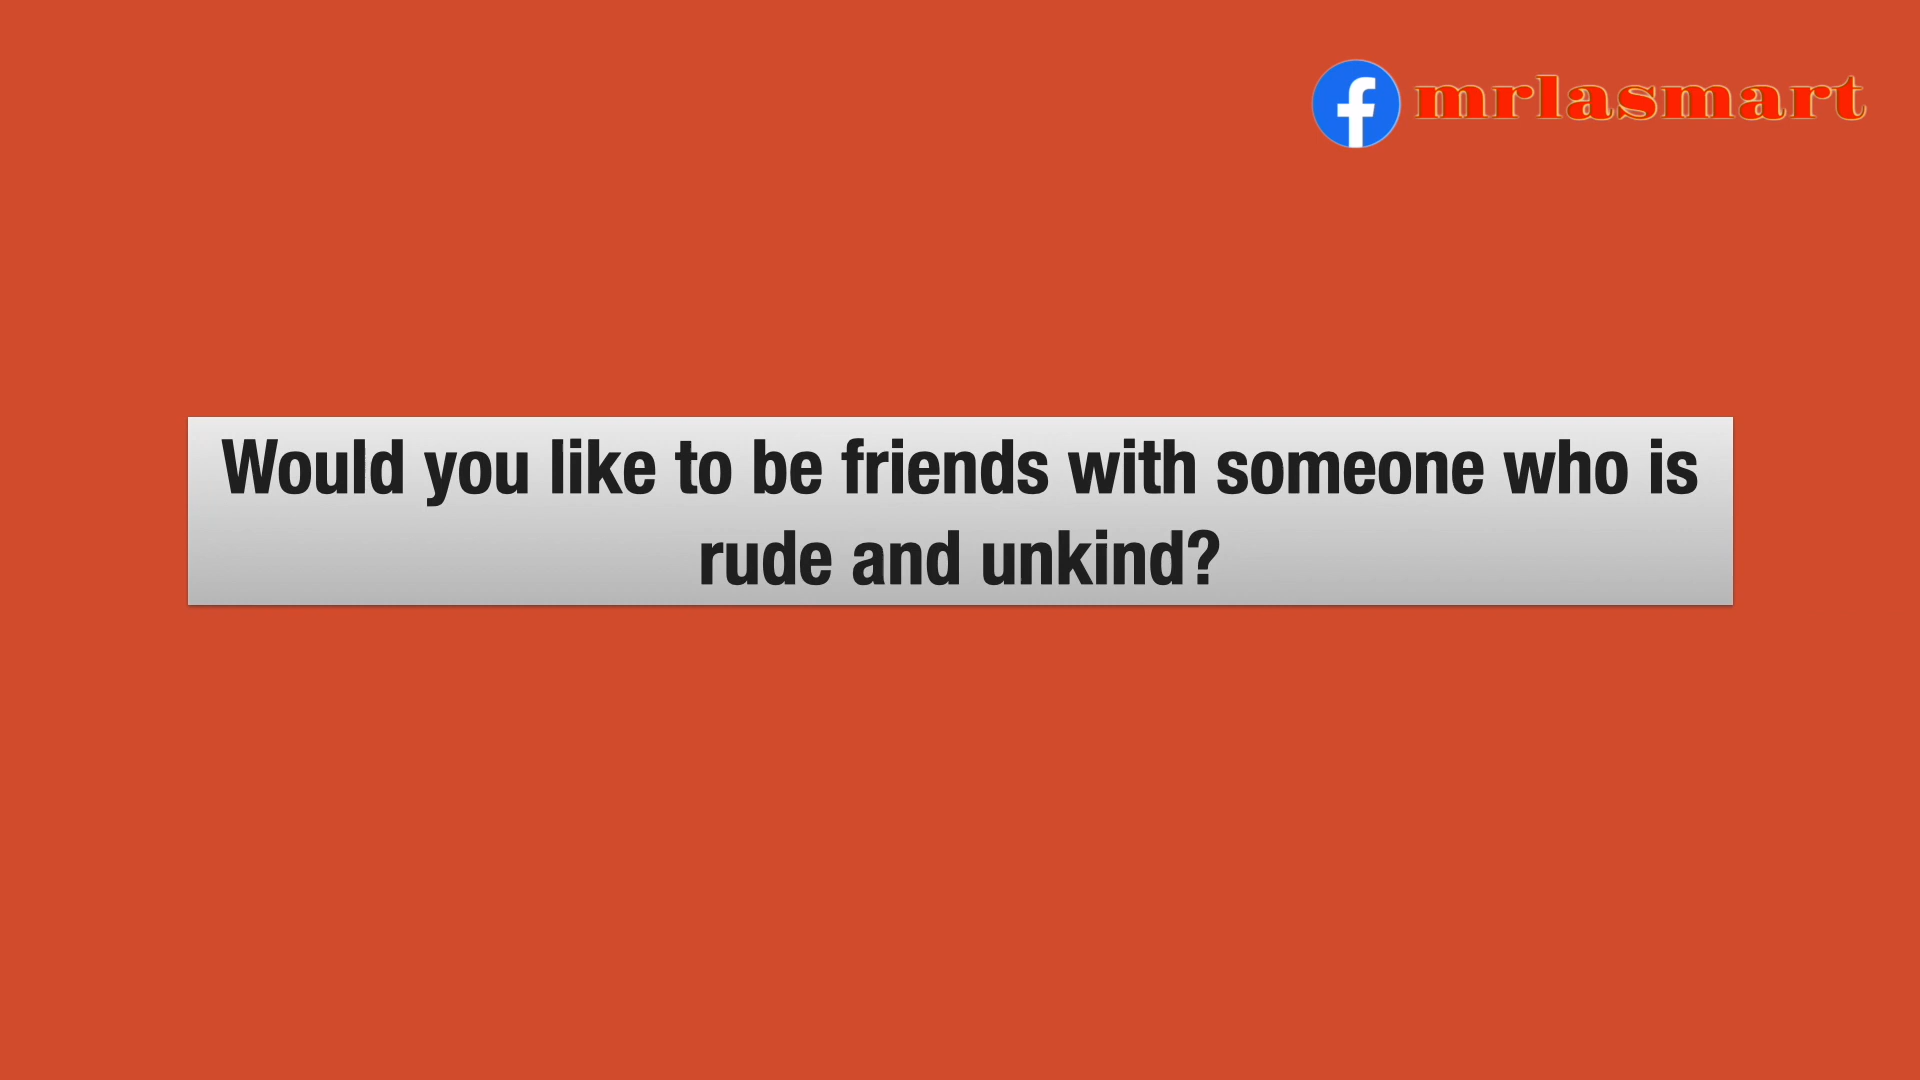 mrlasmart
Would you like to be friends with someone who is
rude and unkind?